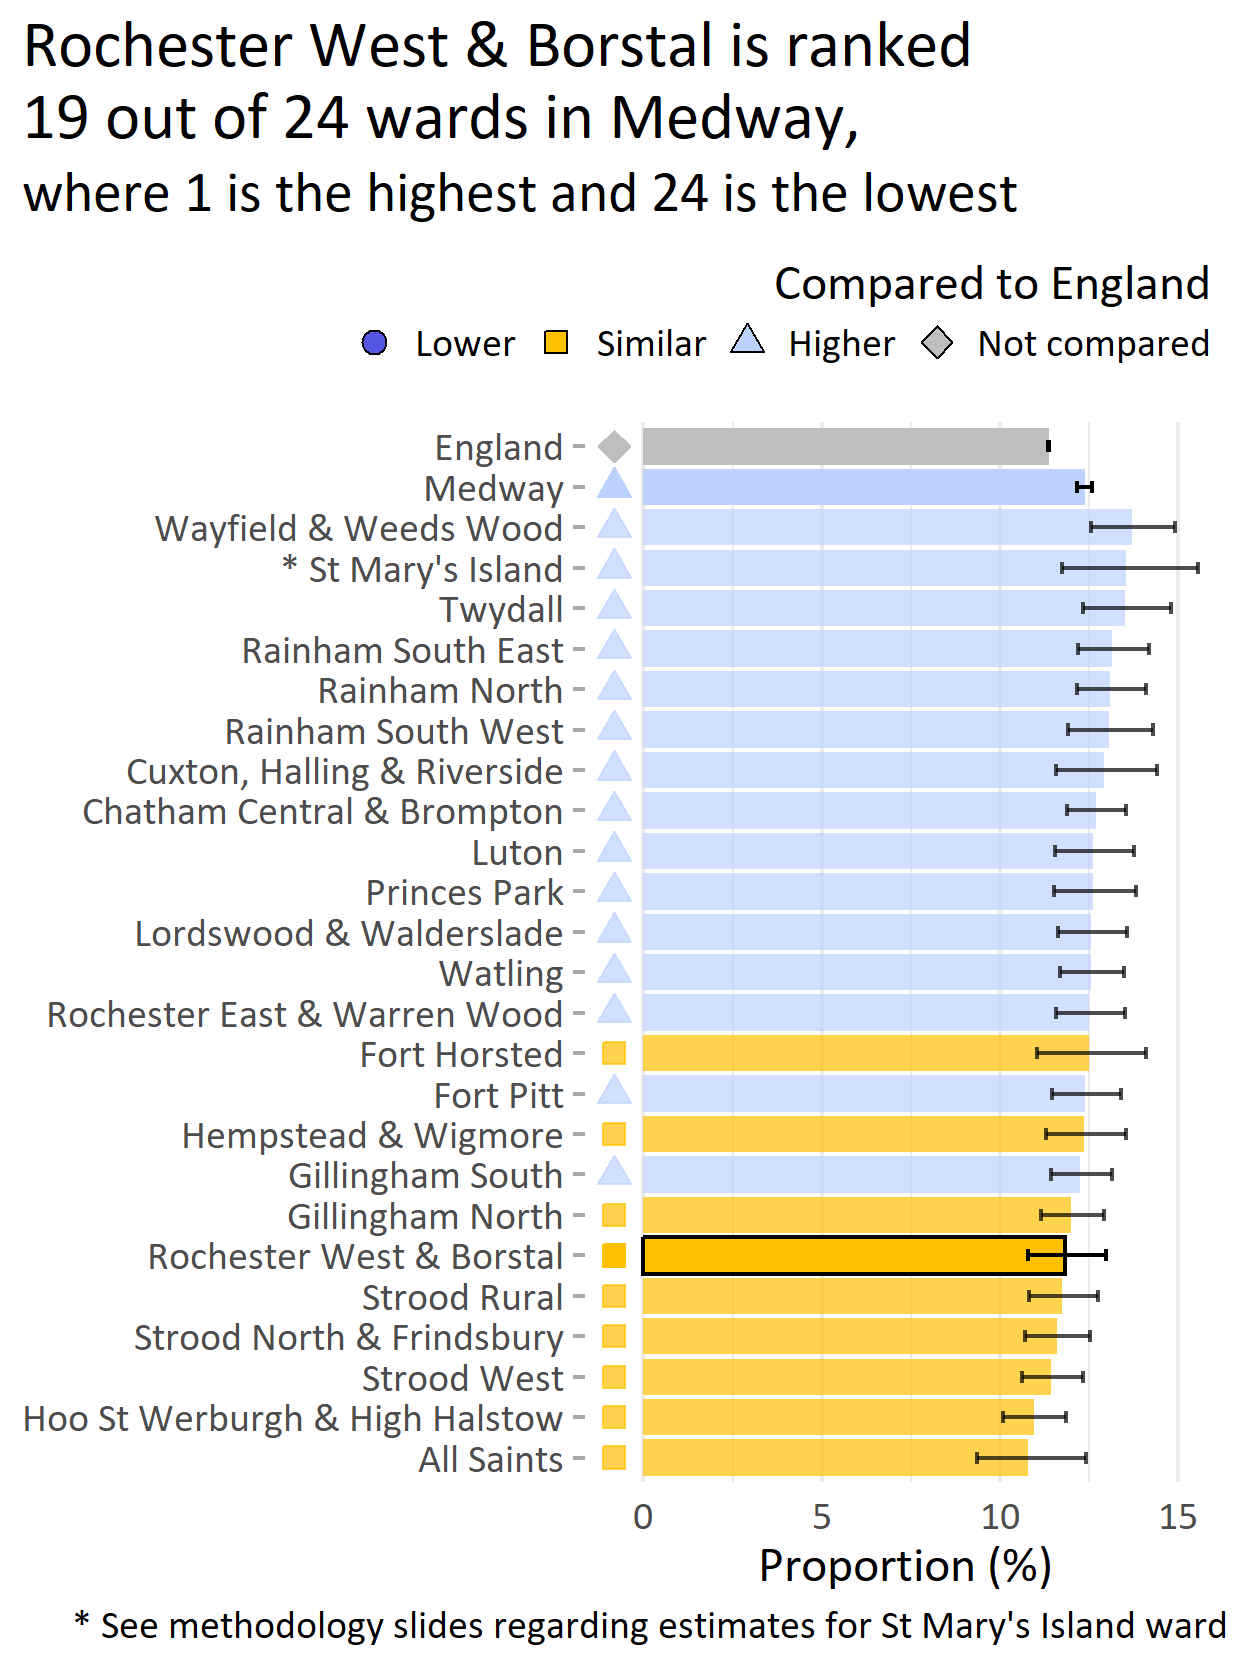 Rochester West & Borstal is ranked
19 out of 24 wards in Medway,
where 1 is the highest and 24 is the lowest
Compared to England
Lower Similar Higher Not compared
England
Medway
Wayfield & Weeds Wood
* St Mary's Island
Twydall
Rainham South East
Rainham North
Rainham South West
Cuxton, Halling & Riverside
Chatham Central & Brompton
Luton
Princes Park
Lordswood & Walderslade
Watling
Rochester East & Warren Wood
Fort Horsted
Fort Pitt
Hempstead & Wigmore
Gillingham South
Gillingham North
Rochester West & Borstal
Strood Rural
Strood North & Frindsbury
Strood West
Hoo St Werburgh & High Halstow
All Saints
0 5 10 15
Proportion (%)
* See methodology slides regarding estimates for St Mary's Island ward